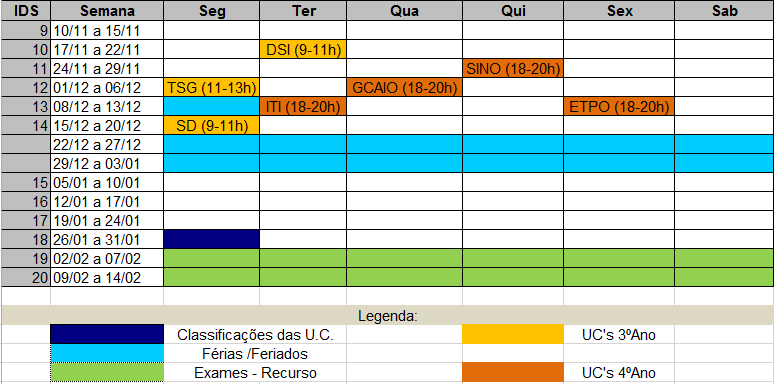 IDS Semana Seg Ter Qua Qui Sex Sab
9 10/11 a 15/11
10 17/11 a 22/11 DSI (9-11h)
11 24/11 a 29/11 SINO (18-20h)
12 01/12 a 06/12 TSG (11-13h) GCAIO (18-20h)
13 08/12 a 13/12 ITI (18-20h) ETPO (18-20h)
14 15/12 a 20/12 SD (9-11h)
22/12 a 27/12
29/12 a 03/01
15 05/01 a 10/01
16 12/01 a 17/01
17 19/01 a 24/01
18 26/01 a 31/01
19 02/02 a 07/02
20 09/02 a 14/02
Legenda:
Classificações das U.C. UC's 3ºAno
Férias /Feriados
Exames - Recurso UC's 4ºAno